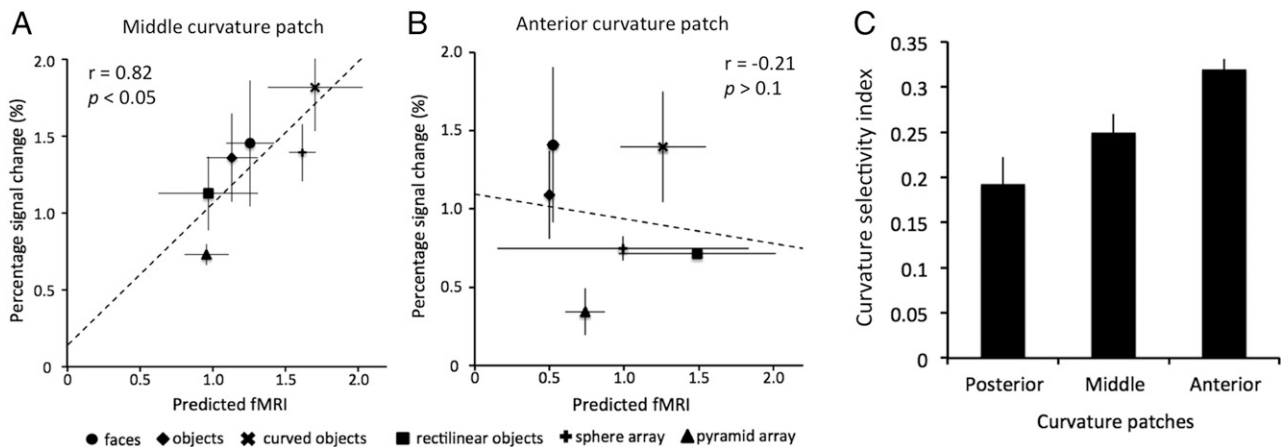 A
Middle curvature patch
r = 0.82
p < 0.05
Percentage signal change (%)
2.0
1.5
1.0
0.5
0
0 0.5 1.0 1.5 2.0
Predicted fMRI
B
Anterior curvature patch
r = -0.21
p > 0.1
Percentage signal change (%)
2.0
1.5
1.0
0.5
0
0 0.5 1.0 1.5 2.0
Predicted fMRI
C
Curvature selectivity index
0.35
0.3
0.25
0.2
0.15
0.1
0.05
0
Posterior Middle Anterior
Curvature patches
faces objects curved objects rectilinear objects sphere array pyramid array